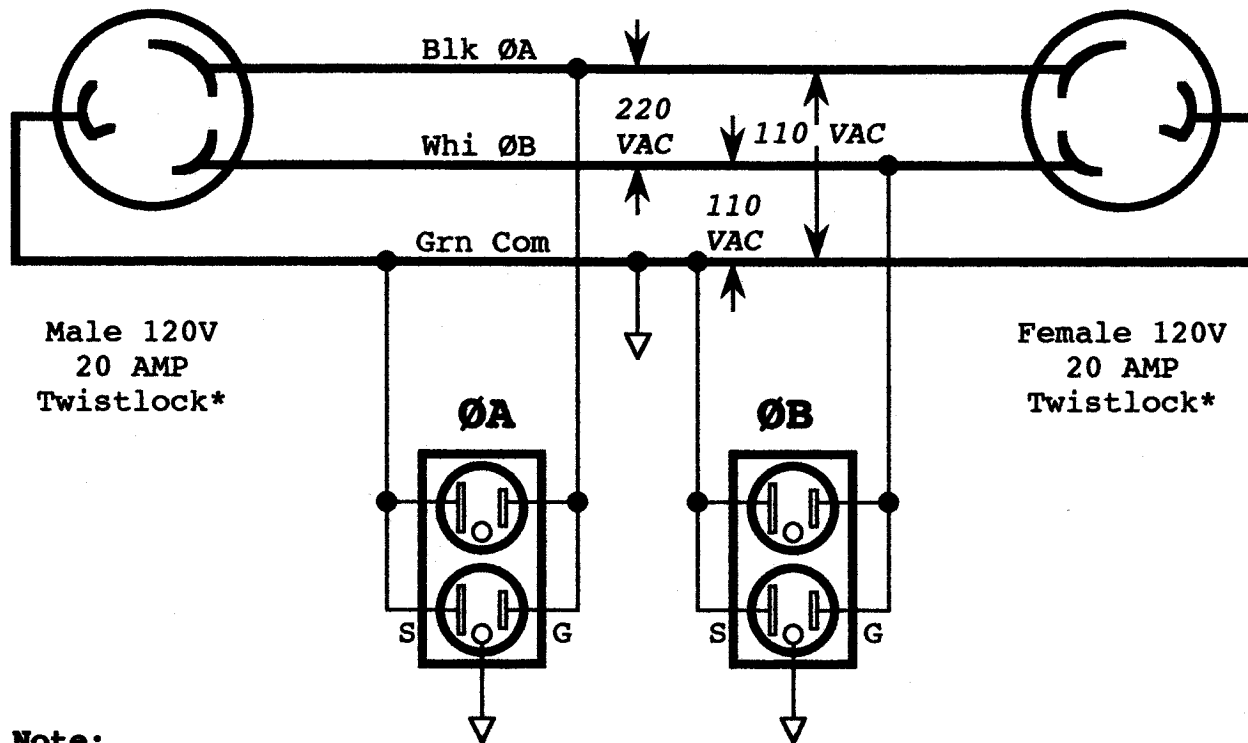 Blk ØA
220
VAC
110 VAC
Whi ØB
110
VAC
Grn Com
Male 120V
20 AMP
Twistlock*
Female 120V
20 AMP
Twistlock*
ØA
ØB
S
G
S
G
Note: